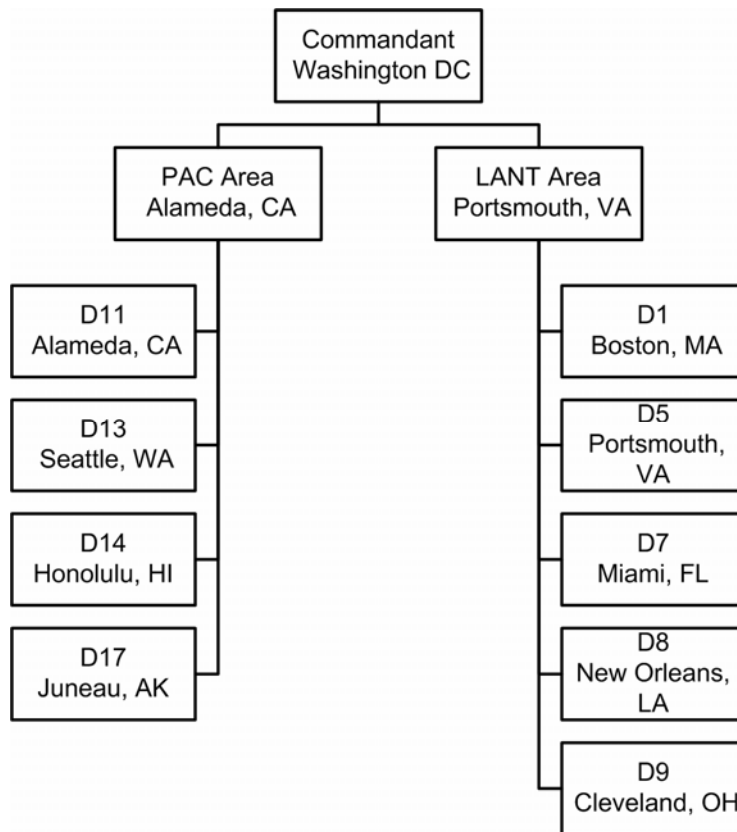 Commandant
Washington DC
PAC Area
Alameda, CA
LANT Area
Portsmouth, VA
D11
Alameda, CA
D13
Seattle, WA
D14
Honolulu, HI
D17
Juneau, AK
D1
Boston, MA
D5
Portsmouth,
VA
D7
Miami, FL
D8
New Orleans,
LA
D9
Cleveland, OH